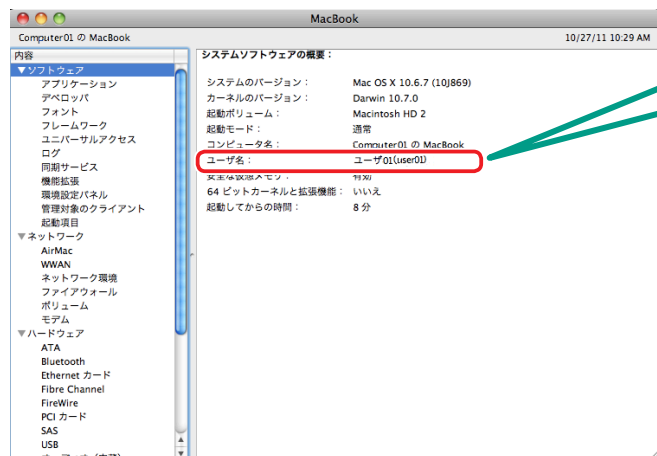 MacBook
Computer01 の MacBook
10/27/11 10:29 AM
内容
▼ソフトウェア
アプリケーション
デベロッパ
フォント
フレームワーク
ユニバーサルアクセス
ログ
同期サービス
機能拡張
環境設定パネル
管理対象のクライアント
起動項目
▼ネットワーク
AirMac
WWAN
ネットワーク環境
ファイアウォール
ボリューム
モデム
▼ハードウェア
ATA
Bluetooth
Ethernet カード
Fibre Channel
FireWire
PCI カード
SAS
USB
システムソフトウェアの概要：
システムのバージョン： Mac OS X 10.6.7 (10J869)
カーネルのバージョン： Darwin 10.7.0
起動ボリューム： Macintosh HD 2
起動モード： 通常
コンピュータ名： Computer01 の MacBook
ユーザ名： ユーザ01(user01)
安全な仮想メモリ： 有効
64 ビットカーネルと拡張機能： いいえ
起動してからの時間： 8 分